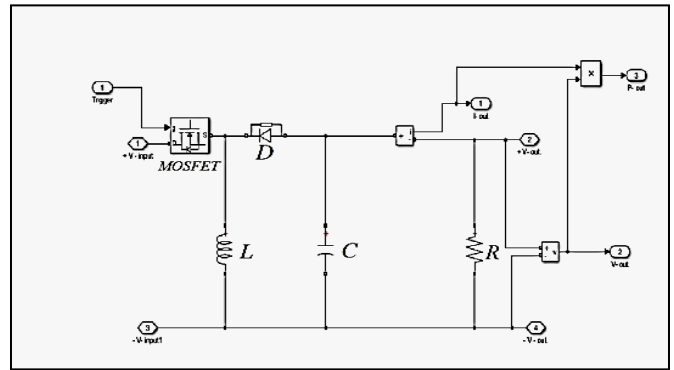 1
Trigger
1
+V-input
g
D
S
MOSFET
D
+
i
-
1
I-out
×
3
P-out
2
+V-out
L
C
R
+
-
v
2
V-out
3
-V-input1
4
-V-out